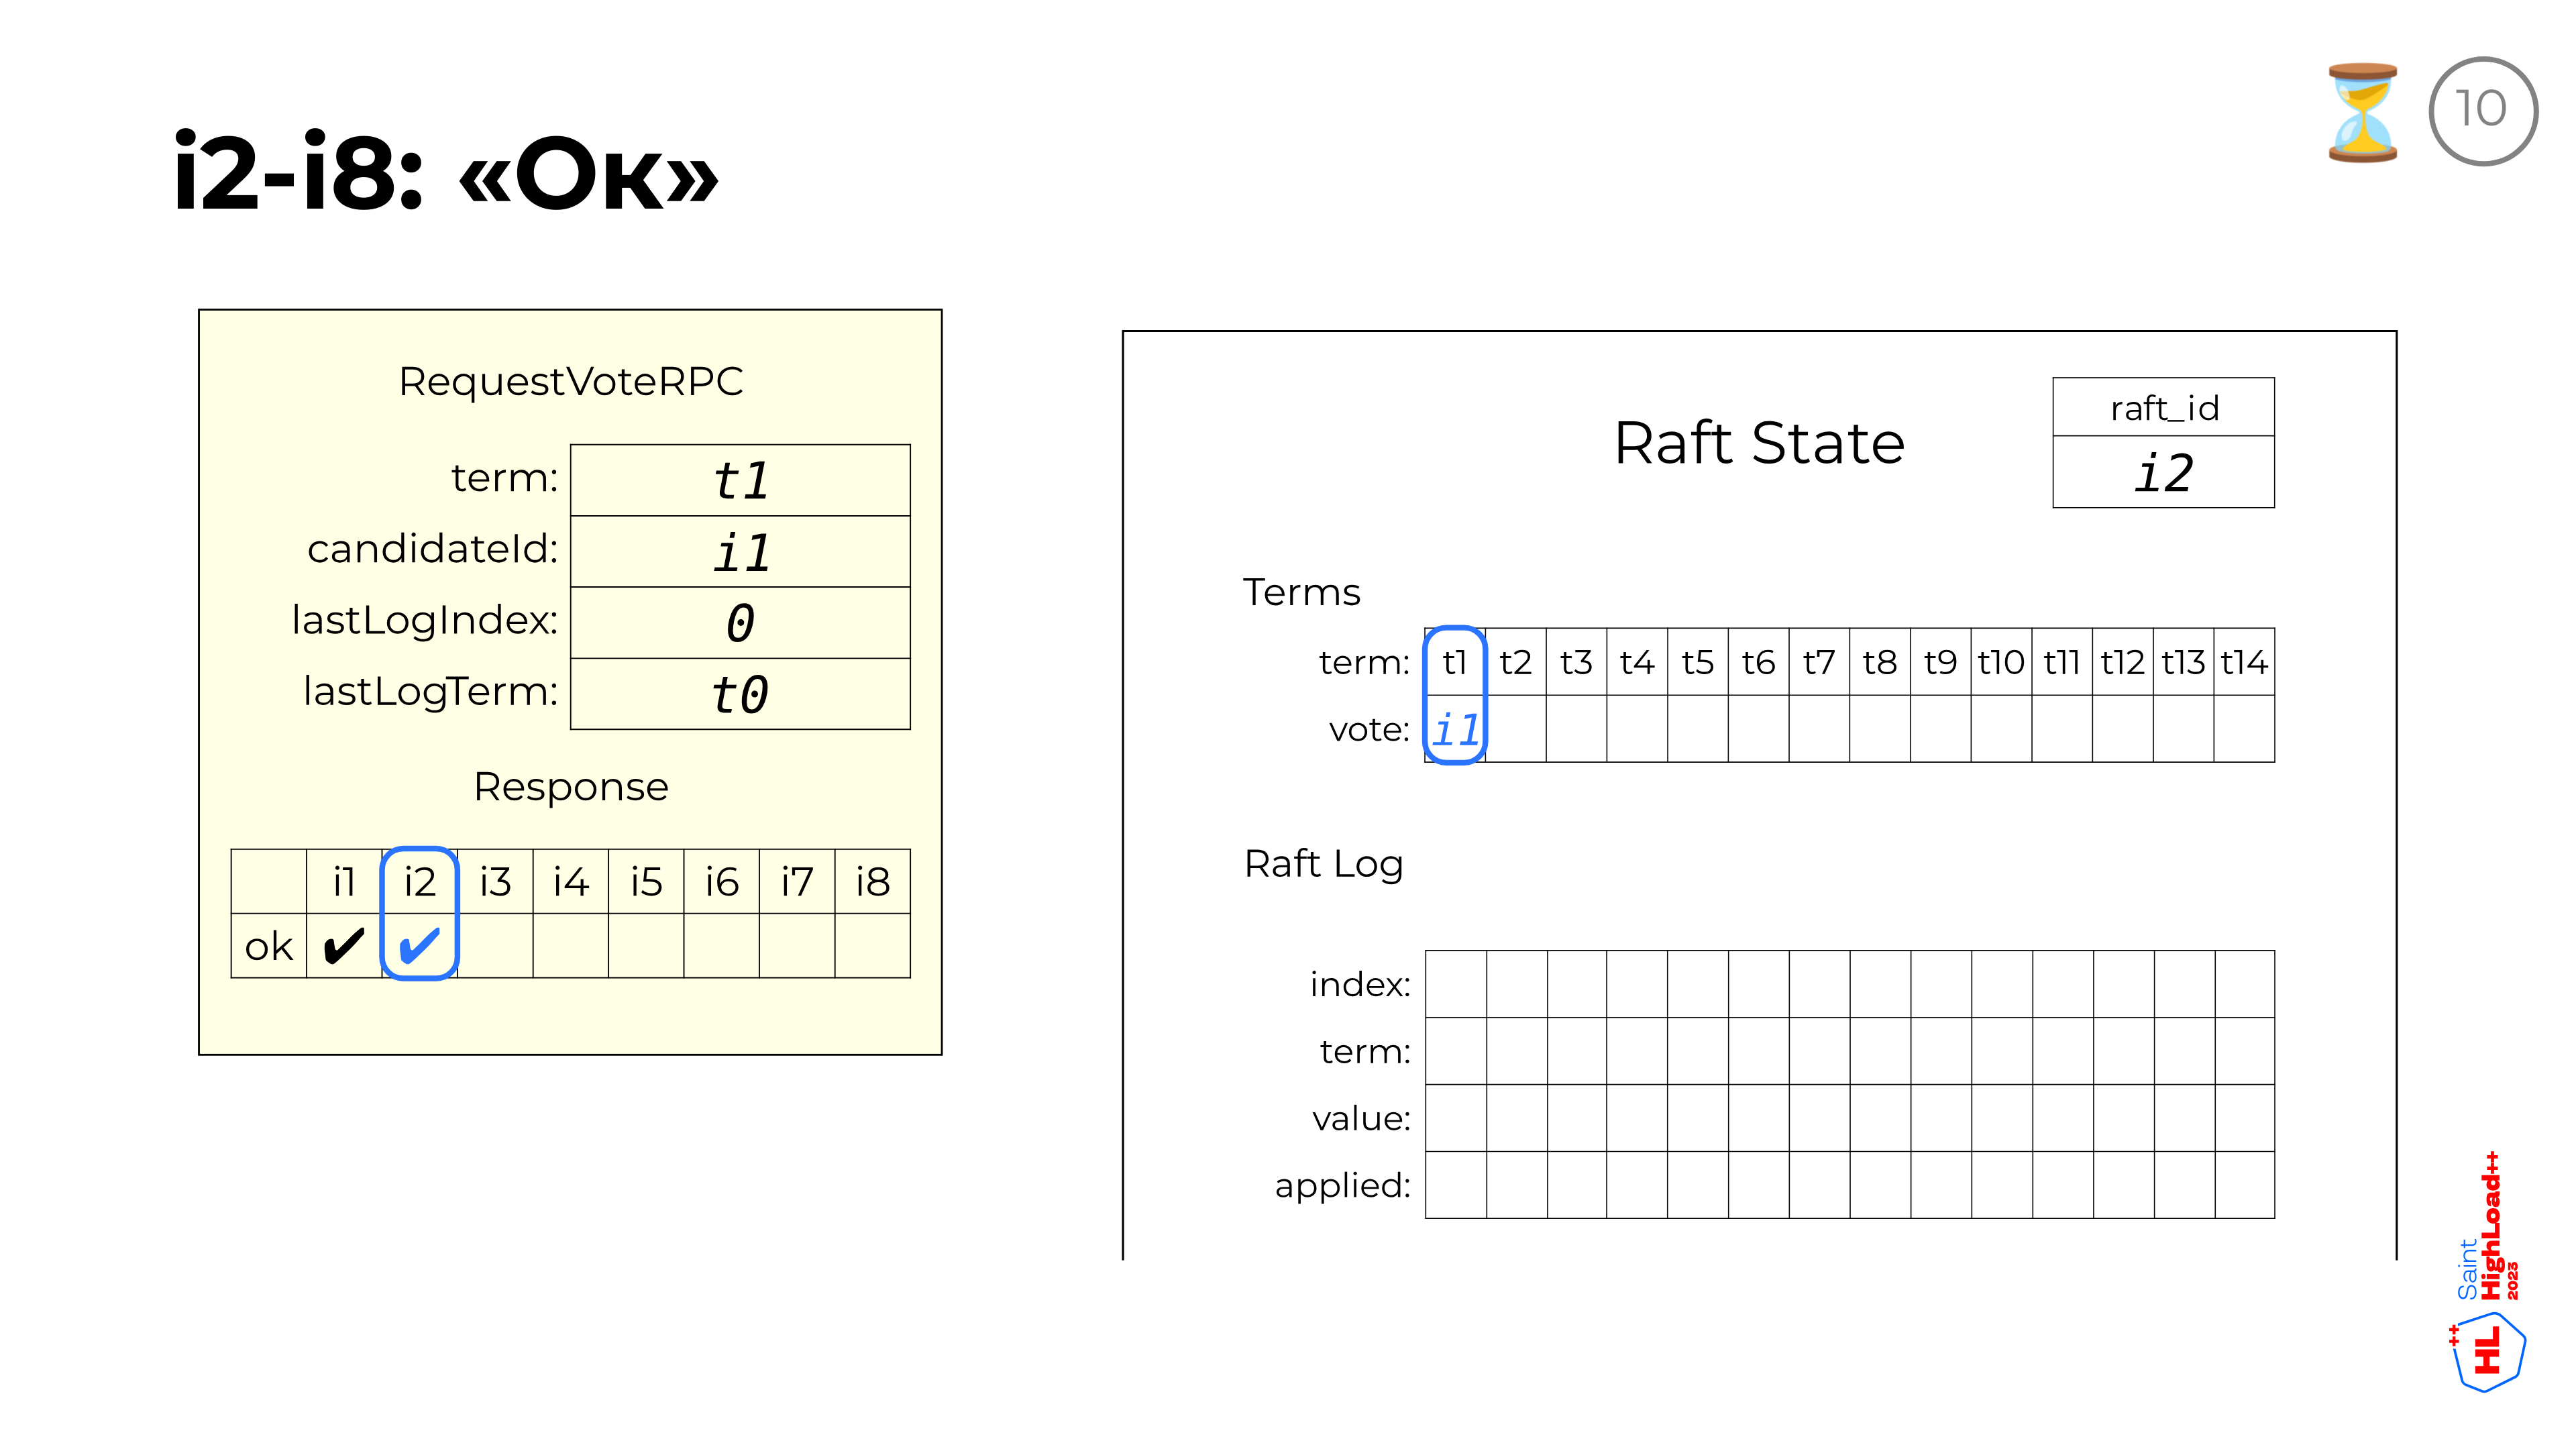 10
i2-i8: «Ок»
RequestVoteRPC
term: t1
candidateId: i1
lastLogIndex: 0
lastLogTerm: t0
Response
i1 i2 i3 i4 i5 i6 i7 i8
ok ✔ ✔
Raft State
raft_id
i2
Terms
term: t1 t2 t3 t4 t5 t6 t7 t8 t9 t10 t11 t12 t13 t14
vote: i1
Raft Log
index:
term:
value:
applied:
Saint
HighLoad++
2023
HL++